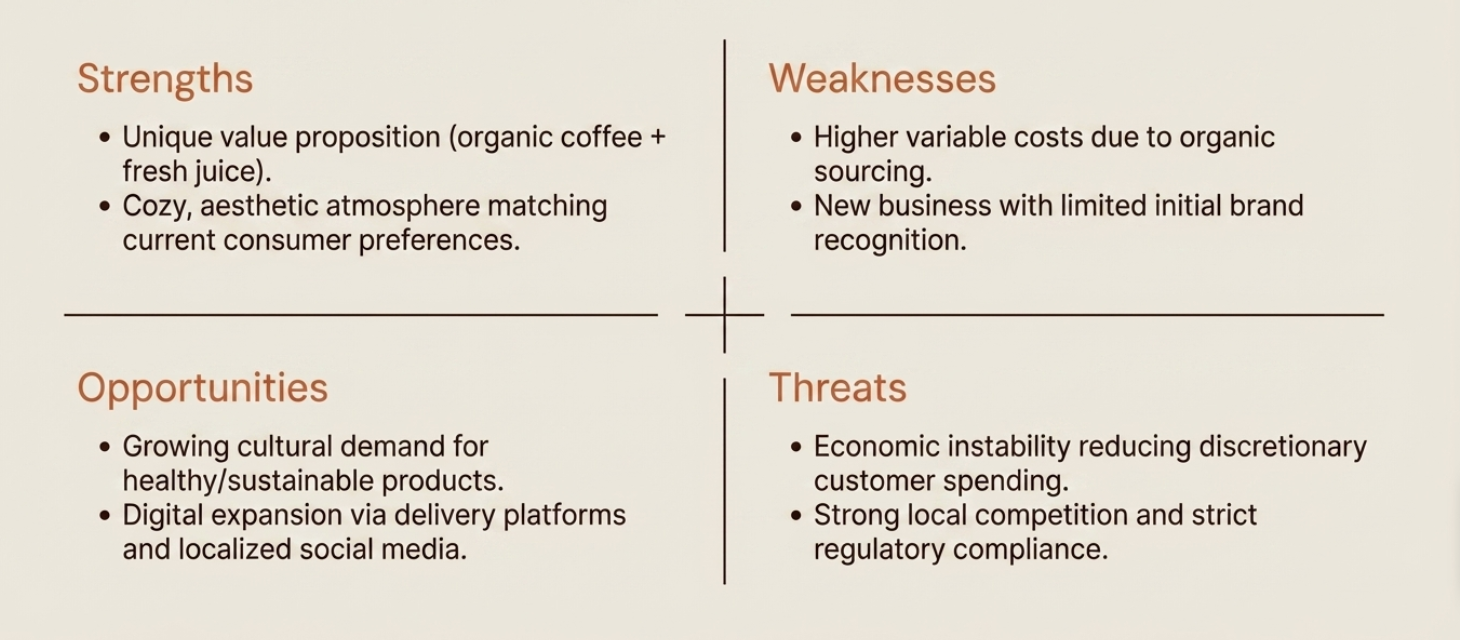 Strengths
• Unique value proposition (organic coffee +
fresh juice).
• Cozy, aesthetic atmosphere matching
current consumer preferences.
Weaknesses
• Higher variable costs due to organic
sourcing.
• New business with limited initial brand
recognition.
Opportunities
• Growing cultural demand for
healthy/sustainable products.
• Digital expansion via delivery platforms
and localized social media.
Threats
• Economic instability reducing discretionary
customer spending.
• Strong local competition and strict
regulatory compliance.